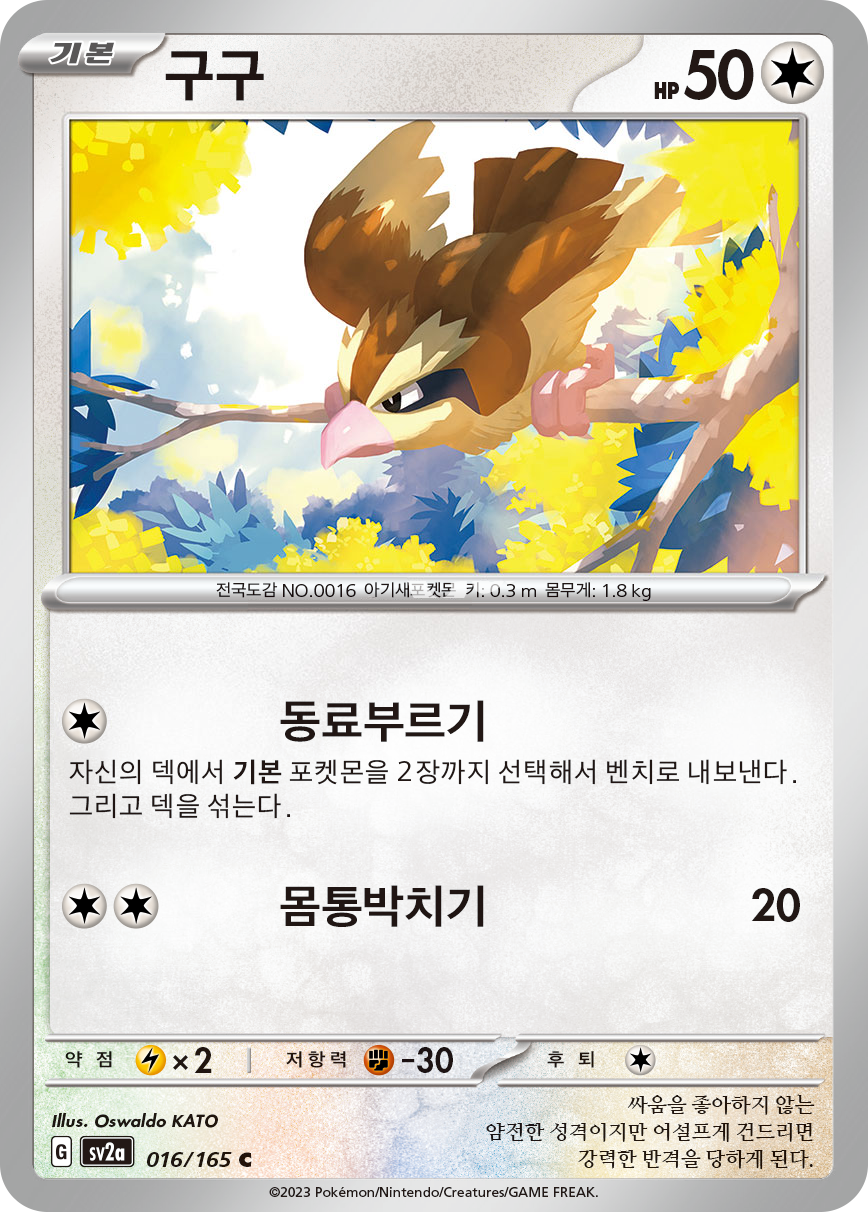 기본
구구
HP 50
전국도감 NO.0016 아기새포켓몬 키: 0.3 m 몸무게: 1.8 kg
동료부르기
자신의 덱에서 기본 포켓몬을 2장까지 선택해서 벤치로 내보낸다.
그리고 덱을 섞는다.
몸통박치기 20
약점 ×2 저항력 -30 후퇴
Illus. Oswaldo KATO
싸움을 좋아하지 않는
얌전한 성격이지만 어설프게 건드리면
강력한 반격을 당하게 된다.
G sv2a 016/165 C
©2023 Pokémon/Nintendo/Creatures/GAME FREAK.